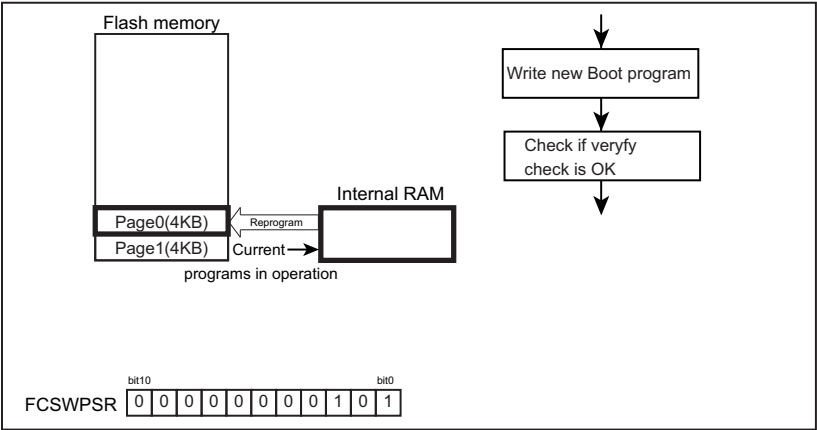 Flash memory
Page0(4KB)
Page1(4KB)
Reprogram
Internal RAM
Current
programs in operation
Write new Boot program
Check if veryfy
check is OK
bit10 bit0
FCSWPSR 0 0 0 0 0 0 0 0 1 0 1